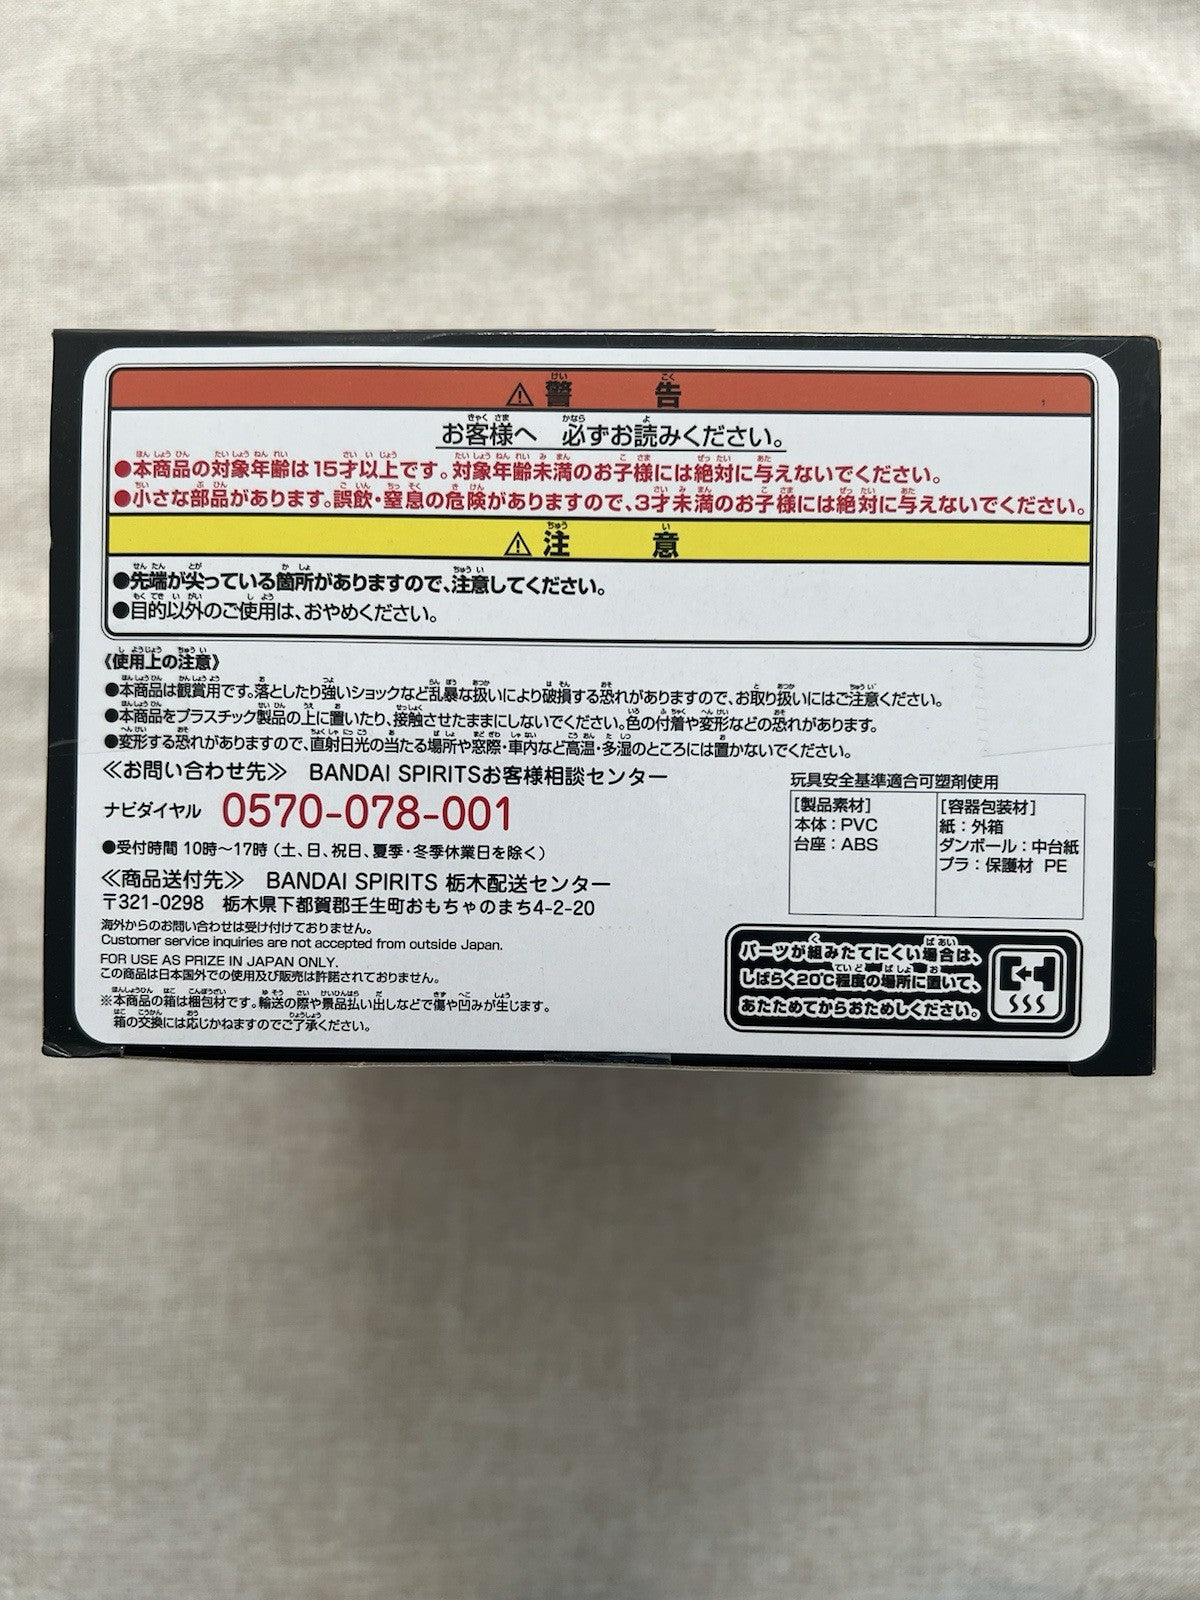 ⚠ 警告
お客様へ 必ずお読みください。
●本商品の対象年齢は15才以上です。対象年齢未満のお子様には絶対に与えないでください。
●小さな部品があります。誤飲・窒息の危険がありますので、3才未満のお子様には絶対に与えないでください。
⚠ 注意
●先端が尖っている箇所がありますので、注意してください。
●目的以外のご使用は、おやめください。
《使用上の注意》
●本商品は観賞用です。落としたり強いショックなど乱暴な扱いにより破損する恐れがありますので、お取り扱いにはご注意ください。
●本商品をプラスチック製品の上に置いたり、接触させたままにしないでください。色の付着や変形などの恐れがあります。
●変形する恐れがありますので、直射日光の当たる場所や窓際・車内など高温・多湿のところには置かないでください。
≪お問い合わせ先≫ BANDAI SPIRITSお客様相談センター
ナビダイヤル 0570-078-001
●受付時間 10時〜17時（土、日、祝日、夏季・冬季休業日を除く）
≪商品送付先≫ BANDAI SPIRITS 栃木配送センター
〒321-0298 栃木県下都賀郡壬生町おもちゃのまち4-2-20
海外からのお問い合わせは受け付けておりません。
Customer service inquiries are not accepted from outside Japan.
FOR USE AS PRIZE IN JAPAN ONLY.
この商品は日本国外での使用及び販売は許諾されておりません。
※本商品の箱は梱包材です。輸送の際や景品払い出しなどで傷や凹みが生じます。
箱の交換には応じかねますのでご了承ください。
玩具安全基準適合可塑剤使用
[製品素材]
本体：PVC
台座：ABS
[容器包装材]
紙：外箱
ダンボール：中台紙
プラ：保護材 PE
パーツが組みたてにくい場合は、
しばらく20℃程度の場所に置いて、
あたためてからおためしください。